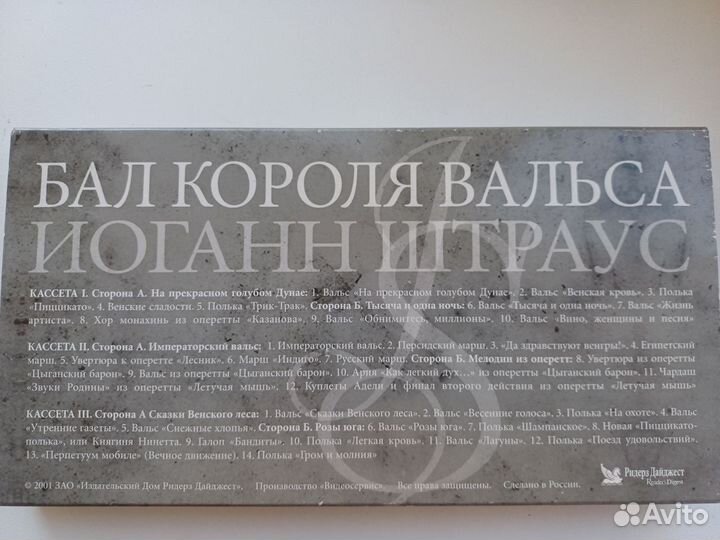 БАЛ КОРОЛЯ ВАЛЬСА
ИОГАНН ШТРАУС
КАССЕТА I. Сторона А. На прекрасном голубом Дунае: 1. Вальс «На прекрасном голубом Дунае». 2. Вальс «Венская кровь». 3. Полька
«Пиццикато». 4. Венские сладости. 5. Полька «Трик-Трак». Сторона Б. Тысяча и одна ночь: 6. Вальс «Тысяча и одна ночь». 7. Вальс «Жизнь
артиста». 8. Хор монахинь из оперетты «Казанова». 9. Вальс «Обнимитесь, миллионы». 10. Вальс «Вино, женщины и песня»
КАССЕТА II. Сторона А. Императорский вальс: 1. Императорский вальс. 2. Персидский марш. 3. «Да здравствуют венгры!». 4. Египетский
марш. 5. Увертюра к оперетте «Лесник». 6. Марш «Индиго». 7. Русский марш. Сторона Б. Мелодии из оперетт: 8. Увертюра из оперетты
«Цыганский барон». 9. Вальс из оперетты «Цыганский барон». 10. Ария «Как легкий дух...» из оперетты «Цыганский барон». 11. Чардаш
«Звуки Родины» из оперетты «Летучая мышь». 12. Куплеты Адели и финал второго действия из оперетты «Летучая мышь»
КАССЕТА III. Сторона А Сказки Венского леса: 1. Вальс «Сказки Венского леса». 2. Вальс «Весенние голоса». 3. Полька «На охоте». 4. Вальс
«Утренние газеты». 5. Вальс «Снежные хлопья». Сторона Б. Розы юга: 6. Вальс «Розы юга». 7. Полька «Шампанское». 8. Новая «Пиццикато-
полька», или Княгиня Нинетта. 9. Галоп «Бандиты». 10. Полька «Легкая кровь». 11. Вальс «Лагуны». 12. Полька «Поезд удовольствий».
13. «Перпетуум мобиле» (Вечное движение). 14. Полька «Гром и молния»
Ридерз Дайджест
Reader's Digest
© 2001 ЗАО «Издательский Дом Ридерз Дайджест». Производство «Видеосервис». Все права защищены. Сделано в России.
Avito